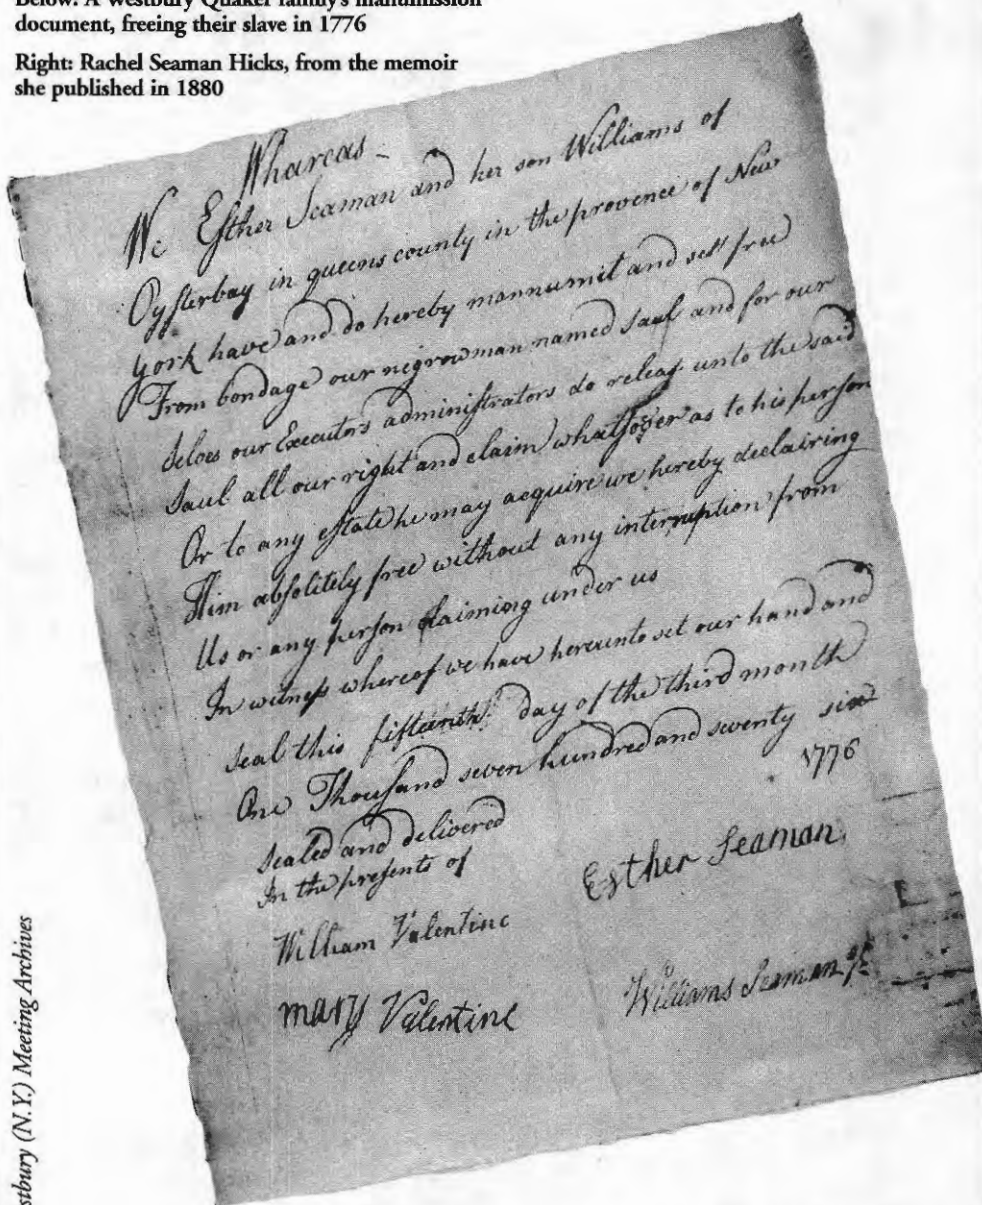 Below: A Westbury Quaker family's manumission
document, freeing their slave in 1776
Right: Rachel Seaman Hicks, from the memoir
she published in 1880
Whareas
We Esther Seaman and her son Williams of
Oysterbay in queens county in the provence of New
york have and do hereby mannumit and sett free
From bondage our negrow man named Saul and for our
selves our Executors administrators do releas unto the said
Saul all our right and claim whatsoever as to his person
Or to any estate he may acquire we hereby declairing
Him absolitely free without any interruption from
Us or any person claiming under us
In witness whereof we have hereunto set our hand and
seal this fifteenth day of the third month
One Thousand seven hundred and seventy six
1776
Sealed and delivered
In the presents of
William Valentine
Esther Seaman
mary Valentine
Williams Seaman
stbury (N.Y.) Meeting Archives